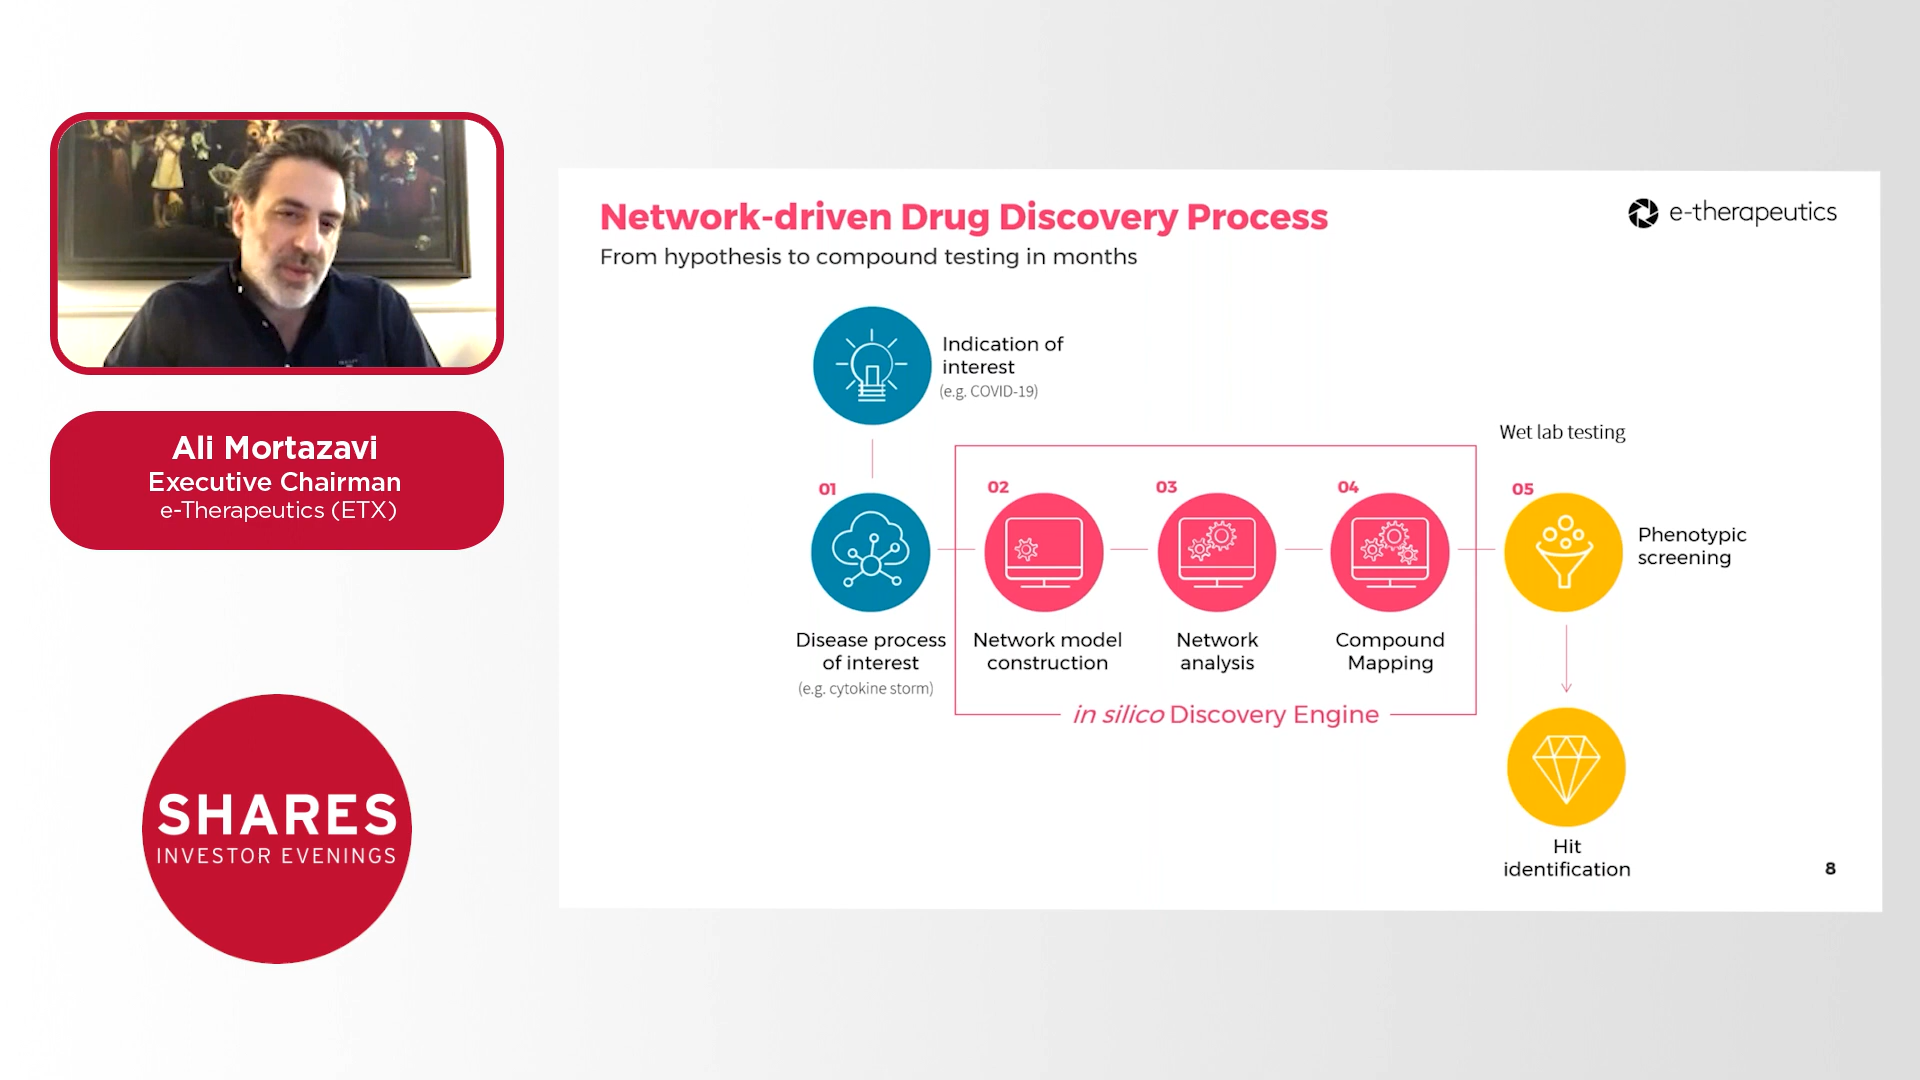 Ali Mortazavi
Executive Chairman
e-Therapeutics (ETX)
SHARES
INVESTOR EVENINGS
Network-driven Drug Discovery Process
From hypothesis to compound testing in months
e-therapeutics
Indication of
interest
(e.g. COVID-19)
Wet lab testing
01
02
03
04
05
Disease process
of interest
(e.g. cytokine storm)
Network model
construction
Network
analysis
Compound
Mapping
Phenotypic
screening
in silico Discovery Engine
Hit
identification
8